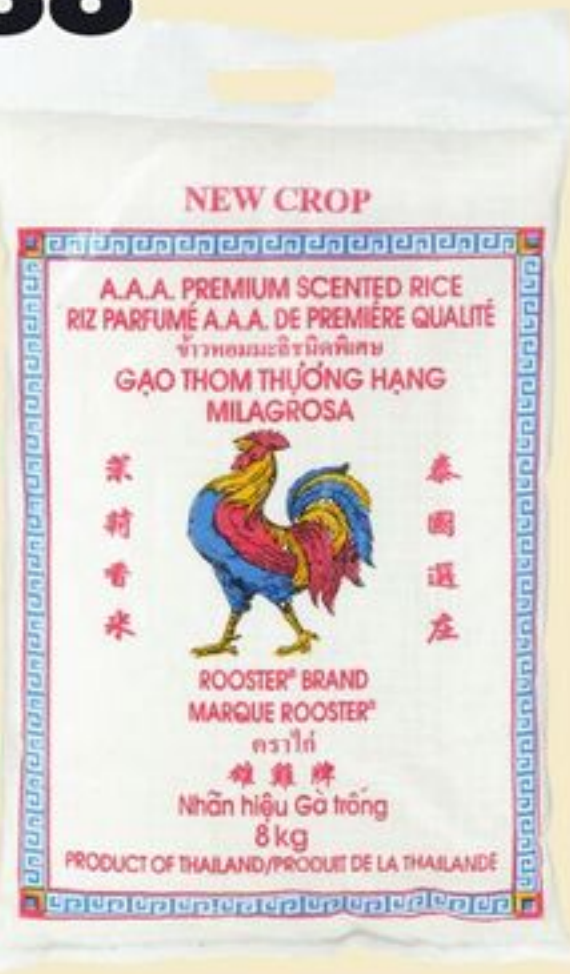 88
NEW CROP
A.A.A. PREMIUM SCENTED RICE
RIZ PARFUMÉ A.A.A. DE PREMIÈRE QUALITÉ
ข้าวหอมมะลิชนิดพิเศษ
GẠO THƠM THƯỢNG HẠNG
MILAGROSA
泰國選庄
茉莉香米
ROOSTER® BRAND
MARQUE ROOSTER®
ตราไก่
雄雞牌
Nhãn hiệu Gà trống
8 kg
PRODUCT OF THAILAND/PRODUIT DE LA THAILANDE